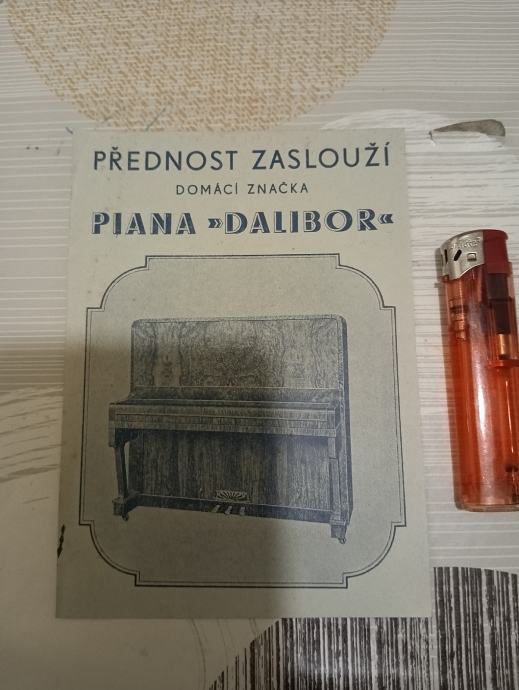 PŘEDNOST ZASLOUŽÍ
DOMÁCÍ ZNAČKA
PIANA »DALIBOR«